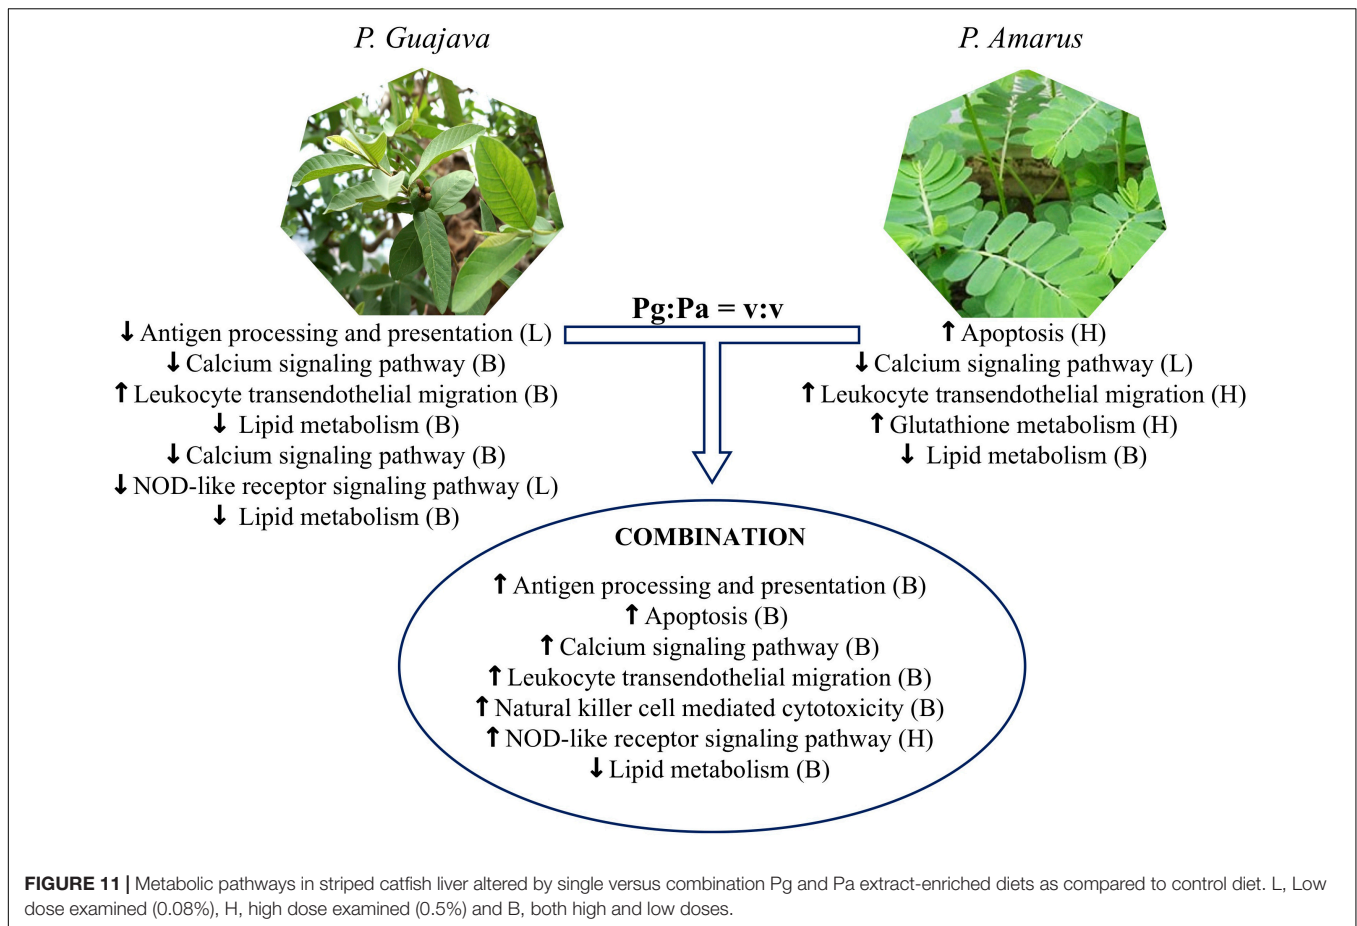 P. Guajava
P. Amarus
Pg:Pa = v:v
↓ Antigen processing and presentation (L)
↓ Calcium signaling pathway (B)
↑ Leukocyte transendothelial migration (B)
↓ Lipid metabolism (B)
↓ Calcium signaling pathway (B)
↓ NOD-like receptor signaling pathway (L)
↓ Lipid metabolism (B)
↑ Apoptosis (H)
↓ Calcium signaling pathway (L)
↑ Leukocyte transendothelial migration (H)
↑ Glutathione metabolism (H)
↓ Lipid metabolism (B)
COMBINATION
↑ Antigen processing and presentation (B)
↑ Apoptosis (B)
↑ Calcium signaling pathway (B)
↑ Leukocyte transendothelial migration (B)
↑ Natural killer cell mediated cytotoxicity (B)
↑ NOD-like receptor signaling pathway (H)
↓ Lipid metabolism (B)
FIGURE 11 | Metabolic pathways in striped catfish liver altered by single versus combination Pg and Pa extract-enriched diets as compared to control diet. L, Low
dose examined (0.08%), H, high dose examined (0.5%) and B, both high and low doses.